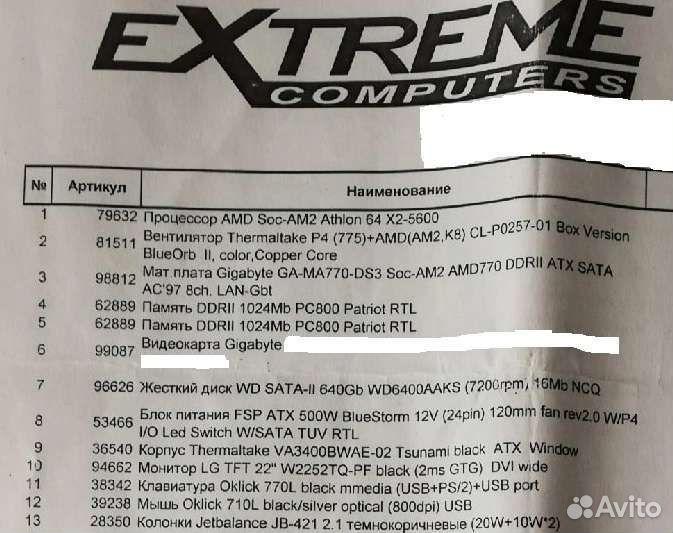 EXTREME
COMPUTERS
№ Артикул Наименование
1 79632 Процессор AMD Soc-AM2 Athlon 64 X2-5600
2 81511 Вентилятор Thermaltake P4 (775)+AMD(AM2,K8) CL-P0257-01 Box Version
BlueOrb II, color,Copper Core
3 98812 Мат.плата Gigabyte GA-MA770-DS3 Soc-AM2 AMD770 DDRII ATX SATA
AC'97 8ch. LAN-Gbt
4 62889 Память DDRII 1024Mb PC800 Patriot RTL
5 62889 Память DDRII 1024Mb PC800 Patriot RTL
6 99087 Видеокарта Gigabyte
7 96626 Жесткий диск WD SATA-II 640Gb WD6400AAKS (7200rpm) 16Mb NCQ
8 53466 Блок питания FSP ATX 500W BlueStorm 12V (24pin) 120mm fan rev2.0 W/P4
I/O Led Switch W/SATA TUV RTL
9 36540 Корпус Thermaltake VA3400BWAE-02 Tsunami black ATX Window
10 94662 Монитор LG TFT 22" W2252TQ-PF black (2ms GTG) DVI wide
11 38342 Клавиатура Oklick 770L black mmedia (USB+PS/2)+USB port
12 39238 Мышь Oklick 710L black/silver optical (800dpi) USB
13 28350 Колонки Jetbalance JB-421 2.1 темнокоричневые (20W+10W*2)
Avito